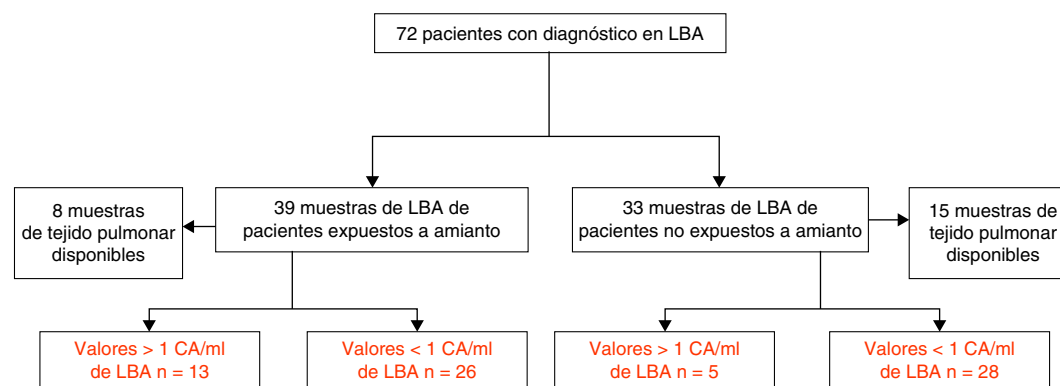 72 pacientes con diagnóstico en LBA
8 muestras
de tejido pulmonar
disponibles
39 muestras de LBA de
pacientes expuestos a amianto
33 muestras de LBA de
pacientes no expuestos a amianto
15 muestras de
tejido pulmonar
disponibles
Valores > 1 CA/ml
de LBA n = 13
Valores < 1 CA/ml
de LBA n = 26
Valores > 1 CA/ml
de LBA n = 5
Valores < 1 CA/ml
de LBA n = 28